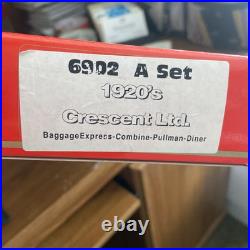 6902 A Set
1920's
Crescent Ltd.
BaggageExpress-Combine-Pullman-Diner